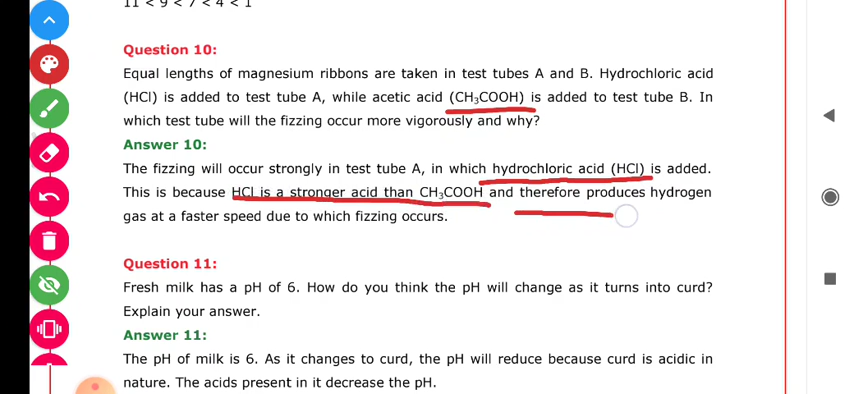 11 < 9 < 7 < 4 < 1
Question 10:
Equal lengths of magnesium ribbons are taken in test tubes A and B. Hydrochloric acid
(HCl) is added to test tube A, while acetic acid (CH₃COOH) is added to test tube B. In
which test tube will the fizzing occur more vigorously and why?
Answer 10:
The fizzing will occur strongly in test tube A, in which hydrochloric acid (HCl) is added.
This is because HCl is a stronger acid than CH₃COOH and therefore produces hydrogen
gas at a faster speed due to which fizzing occurs.
Question 11:
Fresh milk has a pH of 6. How do you think the pH will change as it turns into curd?
Explain your answer.
Answer 11:
The pH of milk is 6. As it changes to curd, the pH will reduce because curd is acidic in
nature. The acids present in it decrease the pH.